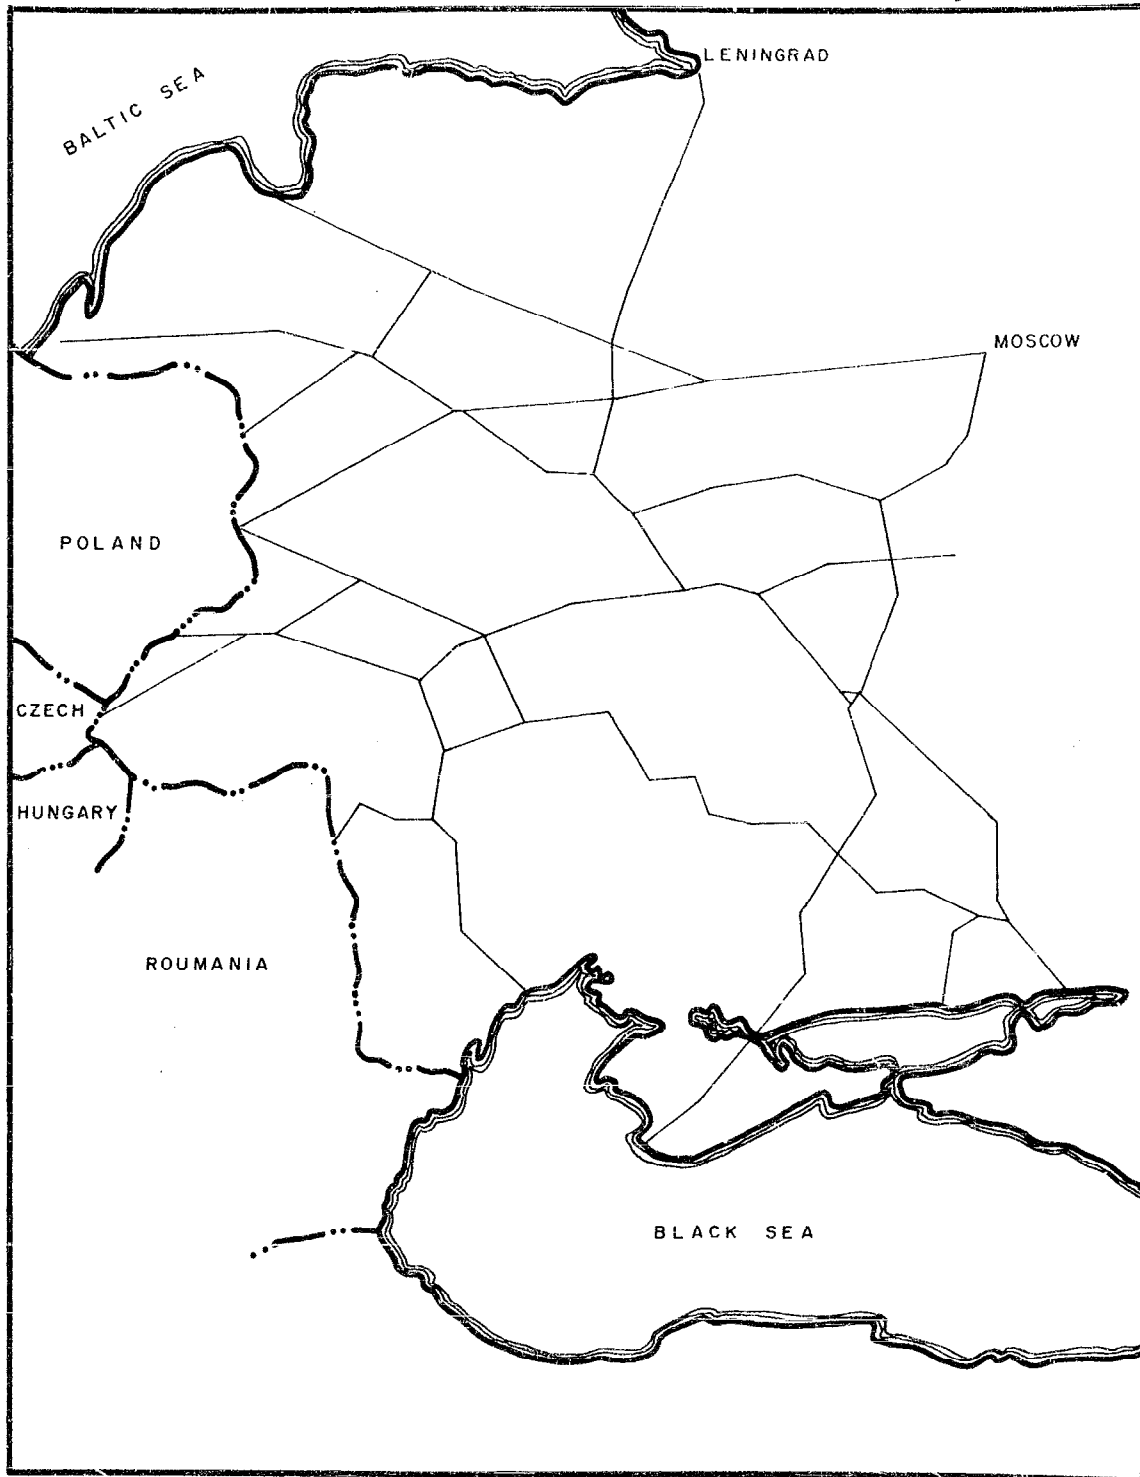 LENINGRAD
BALTIC SEA
MOSCOW
POLAND
CZECH
HUNGARY
ROUMANIA
BLACK SEA